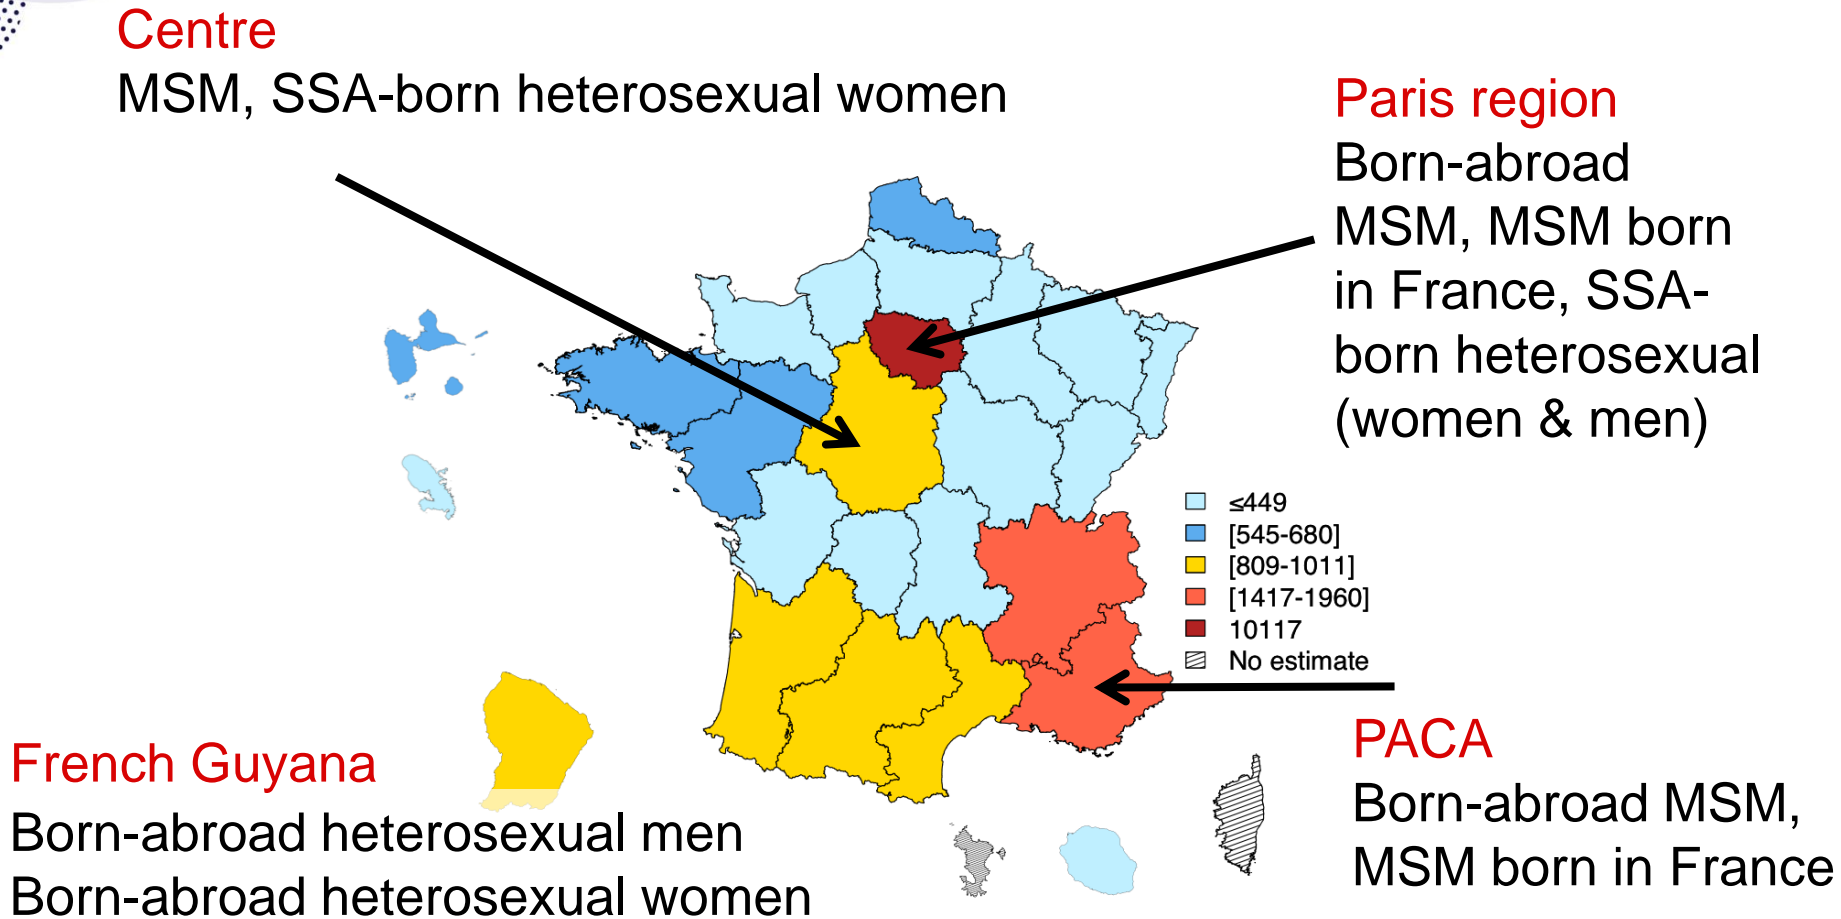 Centre
MSM, SSA-born heterosexual women
Paris region
Born-abroad
MSM, MSM born
in France, SSA-
born heterosexual
(women & men)
≤449
[545-680]
[809-1011]
[1417-1960]
10117
No estimate
PACA
Born-abroad MSM,
MSM born in France
French Guyana
Born-abroad heterosexual men
Born-abroad heterosexual women